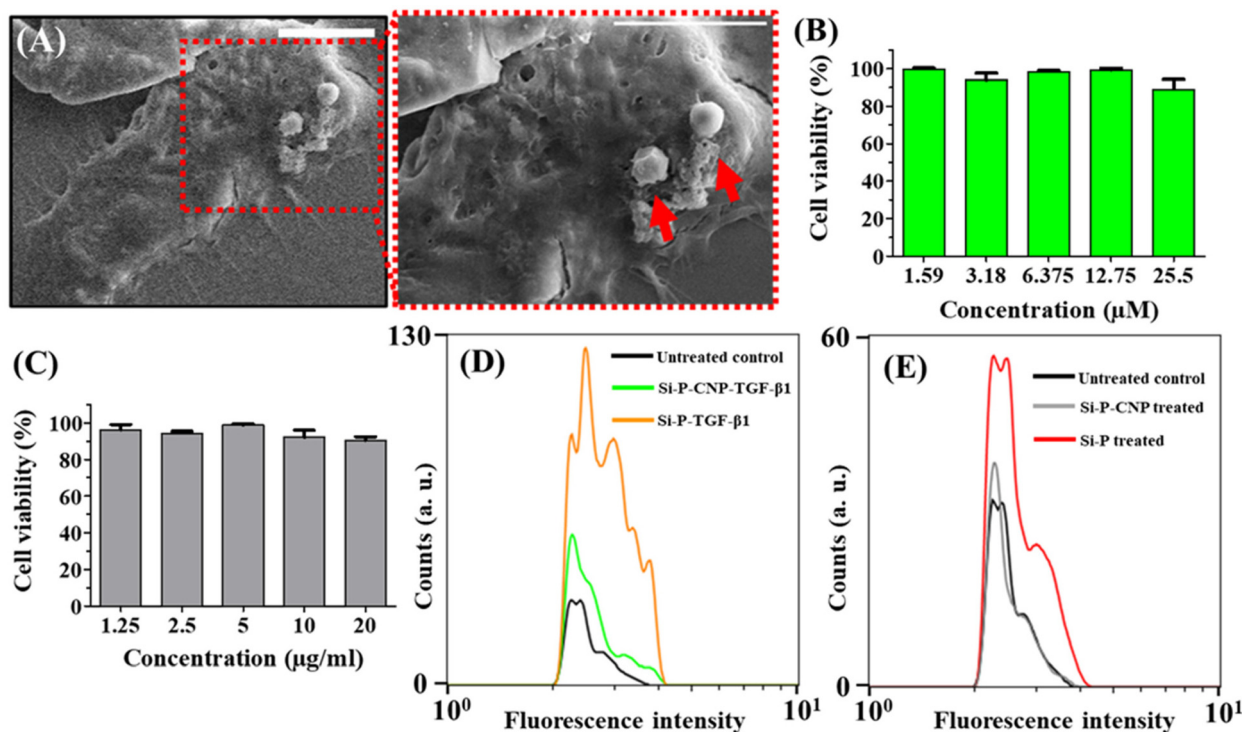 (A)
(B)
Cell viability (%)
100
80
60
40
20
0
1.59 3.18 6.375 12.75 25.5
Concentration (µM)
(C)
Cell viability (%)
100
80
60
40
20
0
1.25 2.5 5 10 20
Concentration (µg/ml)
(D)
130
Counts (a. u.)
0
Untreated control
Si-P-CNP-TGF-β1
Si-P-TGF-β1
10⁰ 10¹
Fluorescence intensity
(E)
60
Counts (a. u.)
0
Untreated control
Si-P-CNP treated
Si-P treated
10⁰ 10¹
Fluorescence intensity